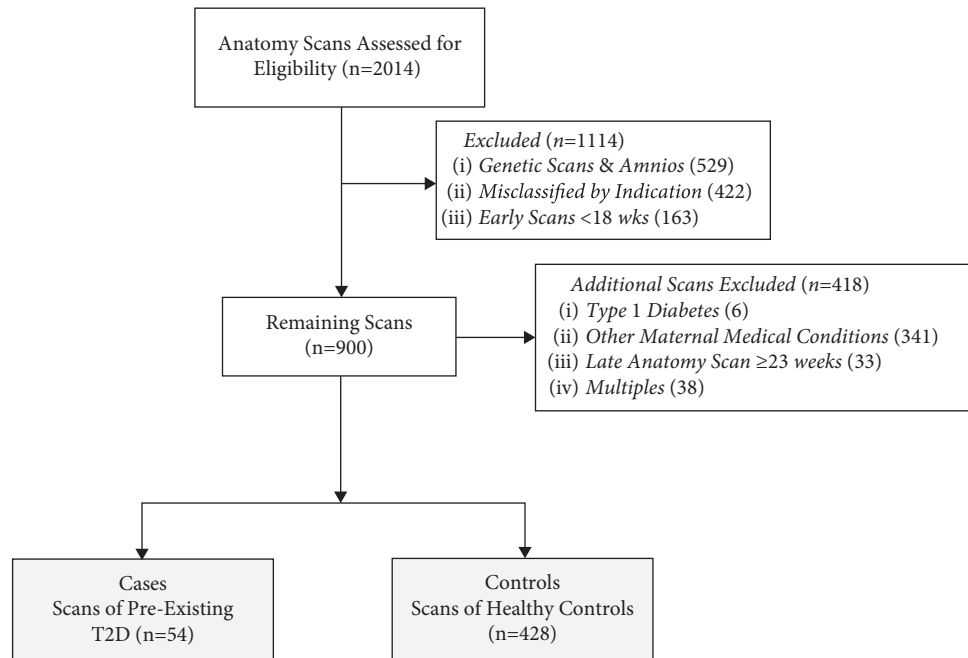 Anatomy Scans Assessed for
Eligibility (n=2014)
Excluded (n=1114)
(i) Genetic Scans & Amnios (529)
(ii) Misclassified by Indication (422)
(iii) Early Scans <18 wks (163)
Remaining Scans
(n=900)
Additional Scans Excluded (n=418)
(i) Type 1 Diabetes (6)
(ii) Other Maternal Medical Conditions (341)
(iii) Late Anatomy Scan ≥23 weeks (33)
(iv) Multiples (38)
Cases
Scans of Pre-Existing
T2D (n=54)
Controls
Scans of Healthy Controls
(n=428)